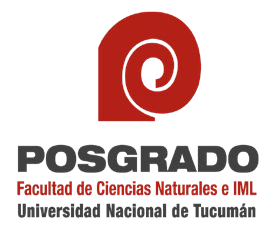 POSGRADO
Facultad de Ciencias Naturales e IML
Universidad Nacional de Tucumán